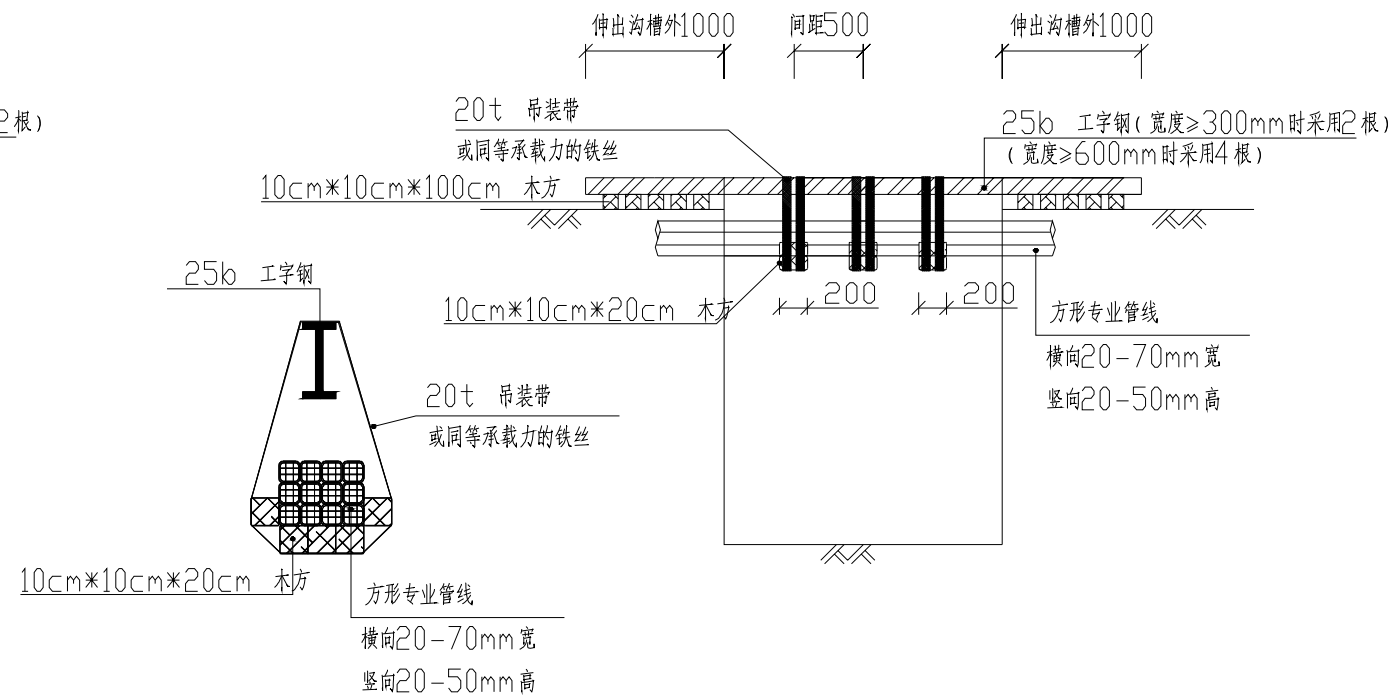 伸出沟槽外1000
间距500
伸出沟槽外1000
2根)
20t 吊装带
或同等承载力的铁丝
25b 工字钢(宽度≥300mm时采用2根)
(宽度≥600mm时采用4根)
10cm*10cm*100cm 木方
25b 工字钢
10cm*10cm*20cm 木方
200
200
方形专业管线
横向20-70mm宽
竖向20-50mm高
20t 吊装带
或同等承载力的铁丝
10cm*10cm*20cm 木方
方形专业管线
横向20-70mm宽
竖向20-50mm高